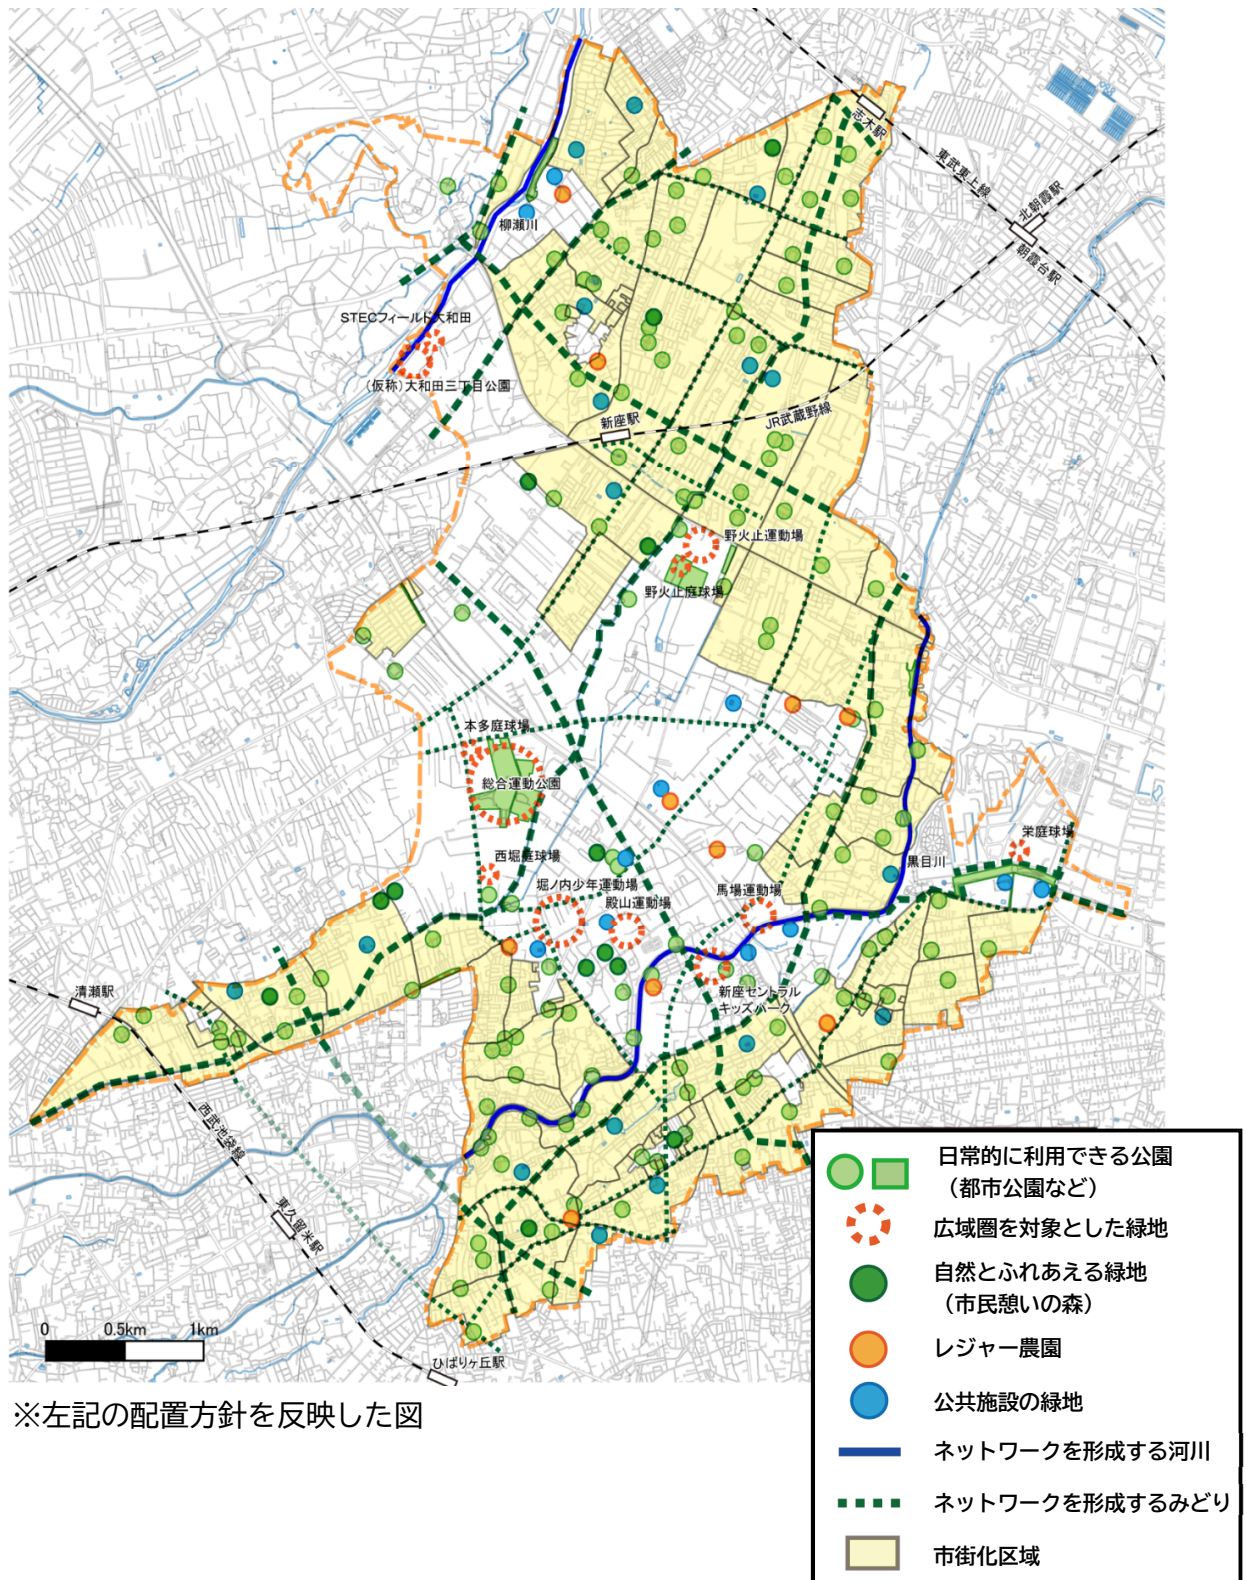 志木駅
東武東上線
北朝霞駅
朝霞台駅
柳瀬川
STECフィールド大和田
(仮称)大和田三丁目公園
新座駅
JR武蔵野線
野火止運動場
野火止庭球場
本多庭球場
総合運動公園
西堀庭球場
堀ノ内少年運動場
殿山運動場
馬場運動場
黒目川
栄庭球場
新座セントラル
キッズパーク
清瀬駅
西武池袋線
東久留米駅
ひばりヶ丘駅
0 0.5km 1km
※左記の配置方針を反映した図
日常的に利用できる公園
(都市公園など)
広域圏を対象とした緑地
自然とふれあえる緑地
(市民憩いの森)
レジャー農園
公共施設の緑地
ネットワークを形成する河川
ネットワークを形成するみどり
市街化区域